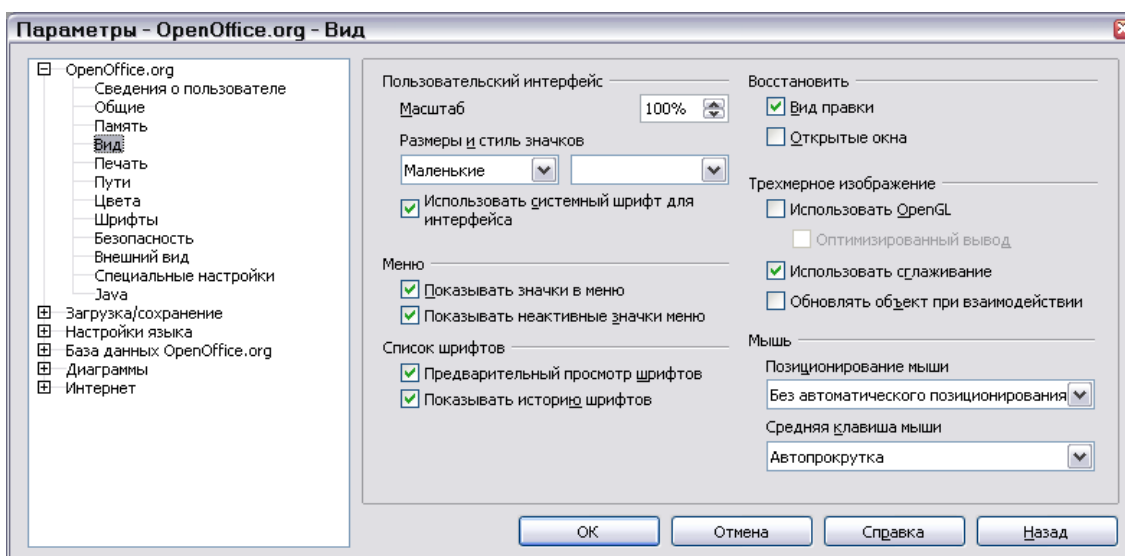 Параметры - OpenOffice.org - Вид
OpenOffice.org
Сведения о пользователе
Общие
Память
Вид
Печать
Пути
Цвета
Шрифты
Безопасность
Внешний вид
Специальные настройки
Java
Загрузка/сохранение
Настройки языка
База данных OpenOffice.org
Диаграммы
Интернет
Пользовательский интерфейс
Масштаб
100%
Размеры и стиль значков
Маленькие
Использовать системный шрифт для
интерфейса
Меню
Показывать значки в меню
Показывать неактивные значки меню
Список шрифтов
Предварительный просмотр шрифтов
Показывать историю шрифтов
Восстановить
Вид правки
Открытые окна
Трехмерное изображение
Использовать OpenGL
Оптимизированный вывод
Использовать сглаживание
Обновлять объект при взаимодействии
Мышь
Позиционирование мыши
Без автоматического позиционирования
Средняя клавиша мыши
Автопрокрутка
ОК
Отмена
Справка
Назад